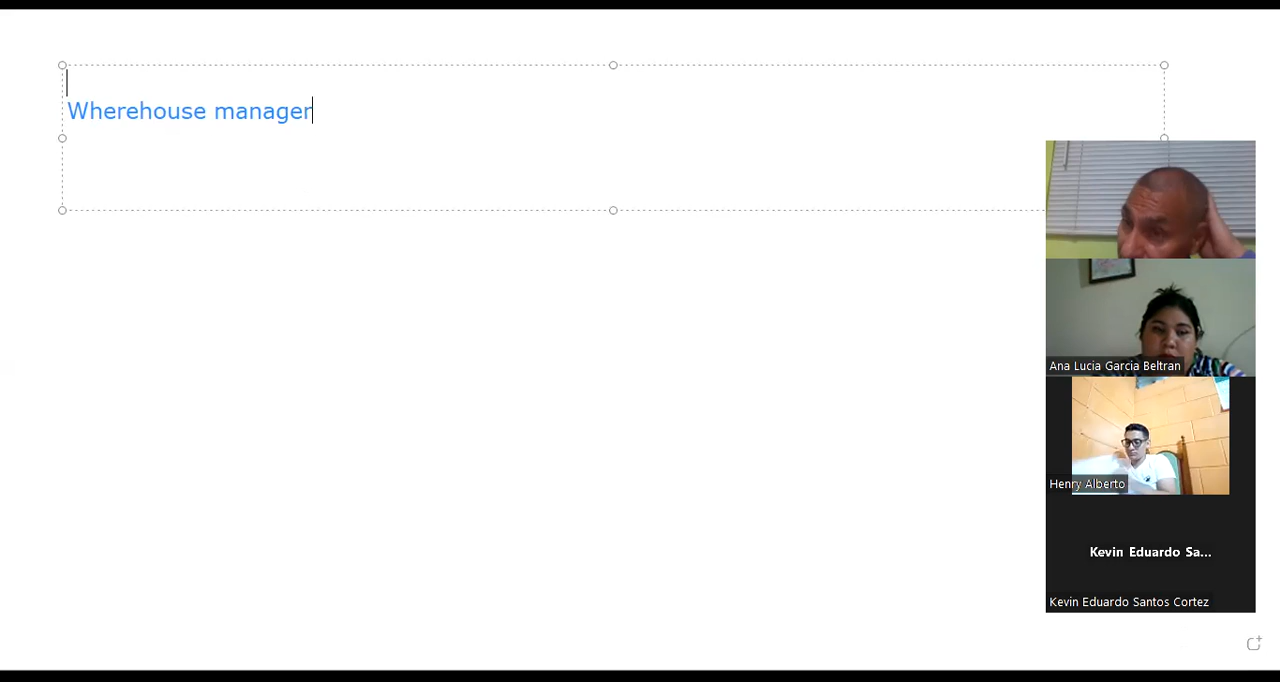 Wherehouse manager
Ana Lucia Garcia Beltran
Henry Alberto
Kevin Eduardo Sa...
Kevin Eduardo Santos Cortez